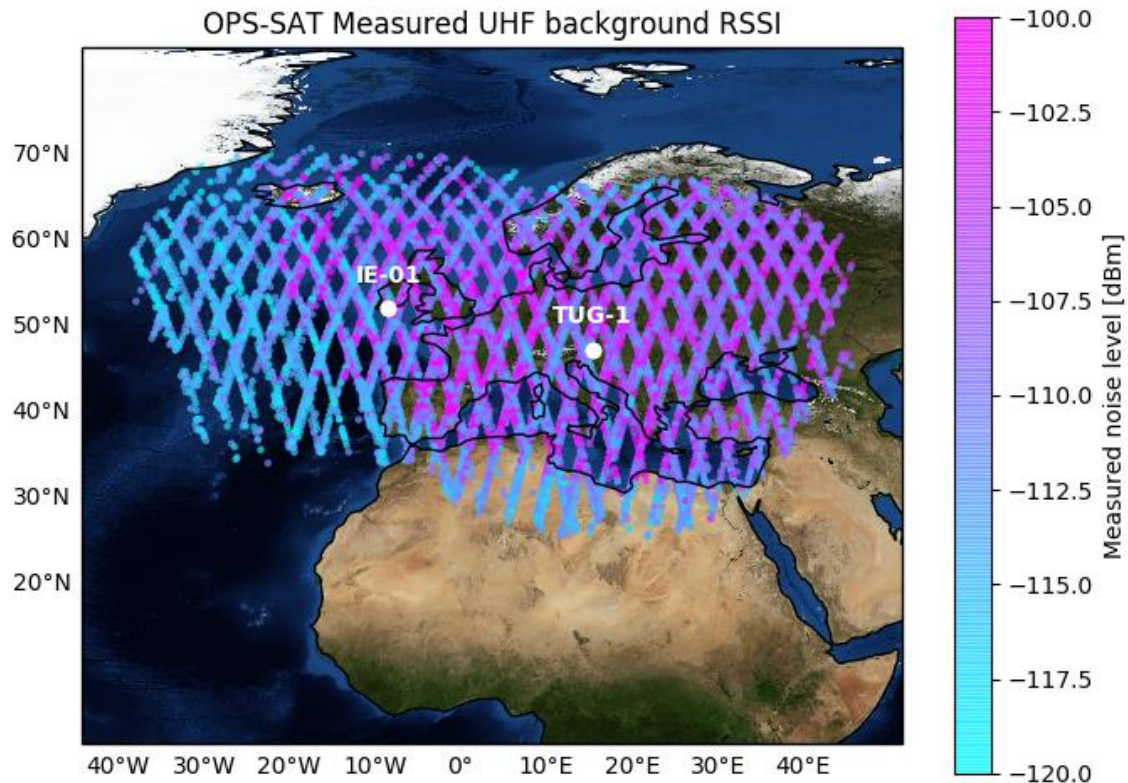 OPS-SAT Measured UHF background RSSI
70°N
60°N
50°N
40°N
30°N
20°N
IE-01
TUG-1
40°W 30°W 20°W 10°W 0° 10°E 20°E 30°E 40°E
−100.0
−102.5
−105.0
−107.5
−110.0
−112.5
−115.0
−117.5
−120.0
Measured noise level [dBm]